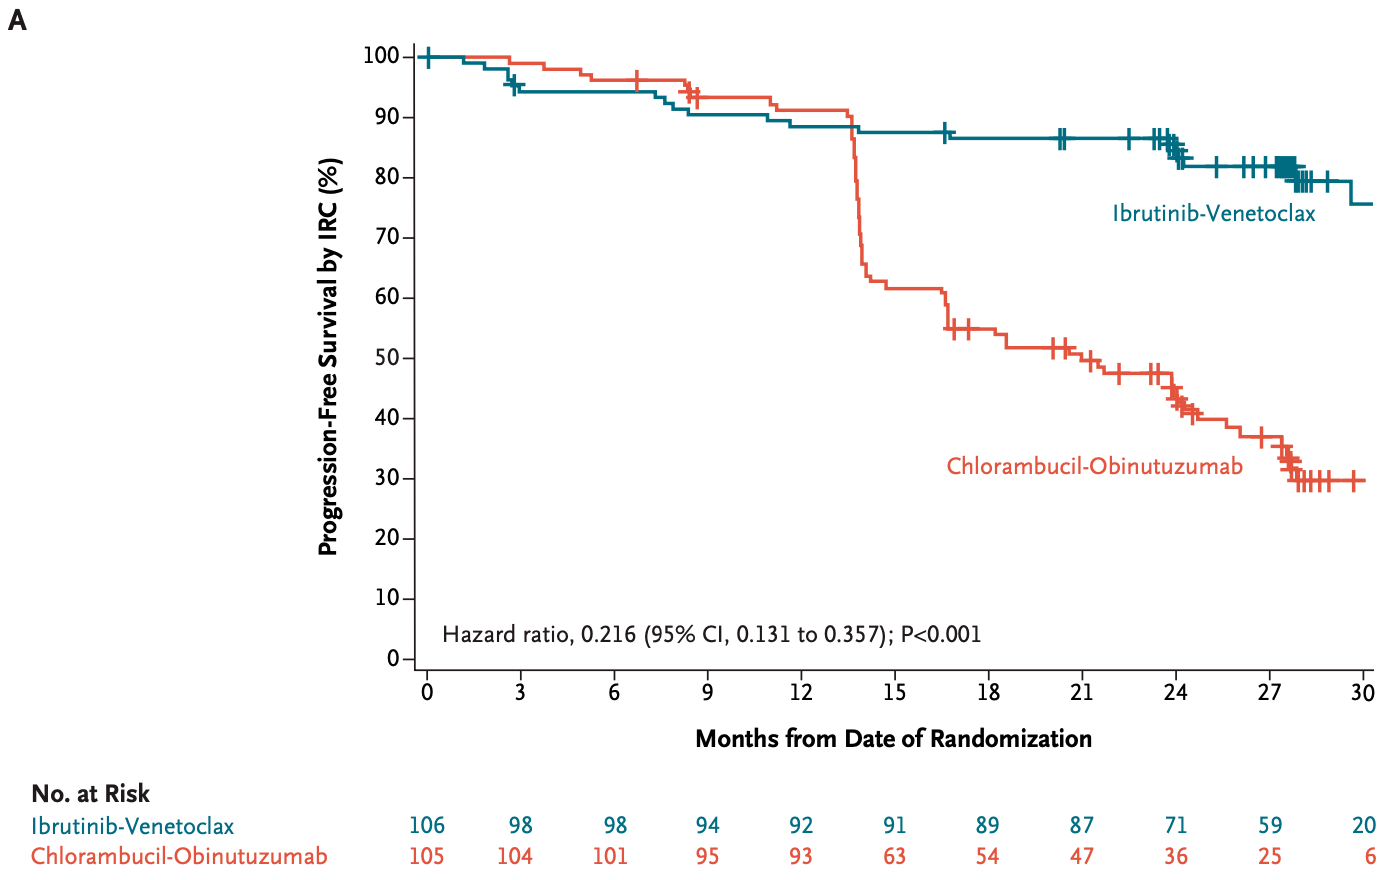 A
100
90
80
70
60
50
40
30
20
10
0
Progression-Free Survival by IRC (%)
Ibrutinib-Venetoclax
Chlorambucil-Obinutuzumab
Hazard ratio, 0.216 (95% CI, 0.131 to 0.357); P<0.001
0 3 6 9 12 15 18 21 24 27 30
Months from Date of Randomization
No. at Risk
Ibrutinib-Venetoclax 106 98 98 94 92 91 89 87 71 59 20
Chlorambucil-Obinutuzumab 105 104 101 95 93 63 54 47 36 25 6